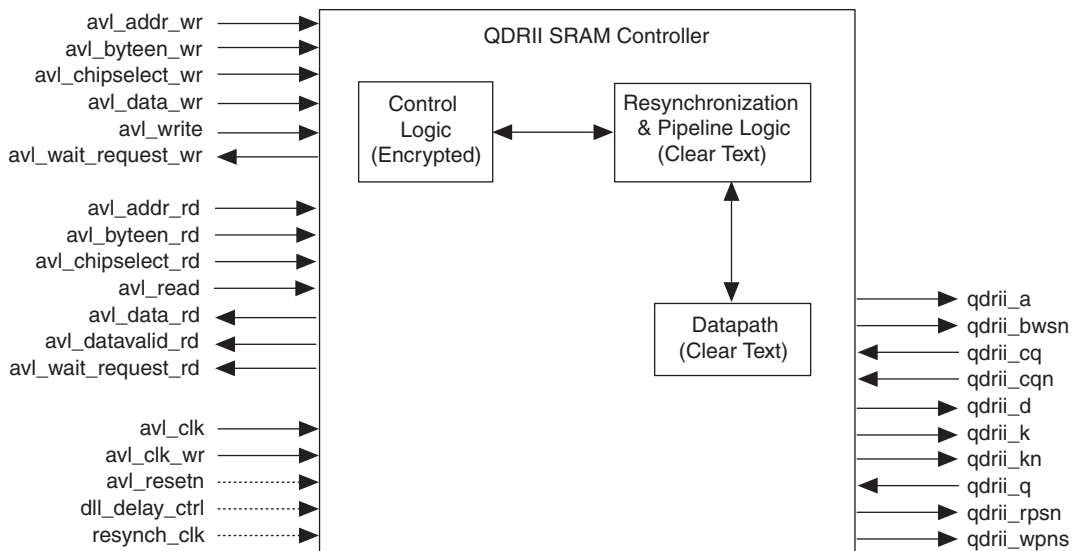 avl_addr_wr
avl_byteen_wr
avl_chipselect_wr
avl_data_wr
avl_write
avl_wait_request_wr
avl_addr_rd
avl_byteen_rd
avl_chipselect_rd
avl_read
avl_data_rd
avl_datavalid_rd
avl_wait_request_rd
avl_clk
avl_clk_wr
avl_resetn
dll_delay_ctrl
resynch_clk
QDRII SRAM Controller
Control
Logic
(Encrypted)
Resynchronization
& Pipeline Logic
(Clear Text)
Datapath
(Clear Text)
qdrii_a
qdrii_bwsn
qdrii_cq
qdrii_cqn
qdrii_d
qdrii_k
qdrii_kn
qdrii_q
qdrii_rpsn
qdrii_wpns